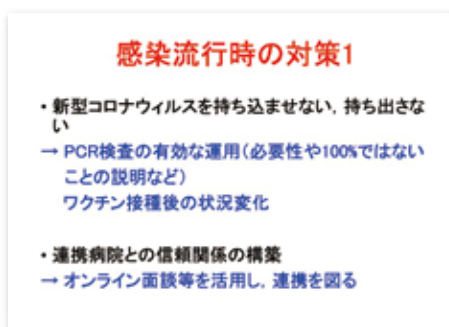 感染流行時の対策1
・新型コロナウィルスを持ち込ませない，持ち出さな
い
→ PCR検査の有効な運用（必要性や100%ではない
ことの説明など）
ワクチン接種後の状況変化
・連携病院との信頼関係の構築
→ オンライン面談等を活用し，連携を図る